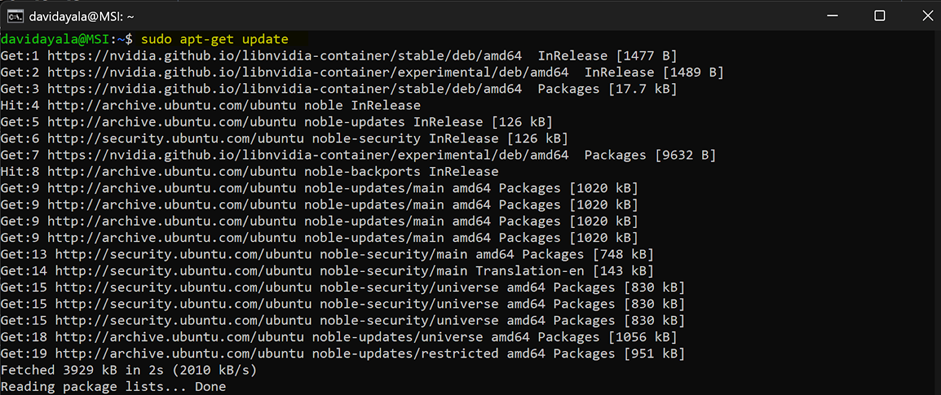 davidayala@MSI: ~
davidayala@MSI:~$ sudo apt-get update
Get:1 https://nvidia.github.io/libnvidia-container/stable/deb/amd64  InRelease [1477 B]
Get:2 https://nvidia.github.io/libnvidia-container/experimental/deb/amd64  InRelease [1489 B]
Get:3 https://nvidia.github.io/libnvidia-container/stable/deb/amd64  Packages [17.7 kB]
Hit:4 http://archive.ubuntu.com/ubuntu noble InRelease
Get:5 http://archive.ubuntu.com/ubuntu noble-updates InRelease [126 kB]
Get:6 http://security.ubuntu.com/ubuntu noble-security InRelease [126 kB]
Get:7 https://nvidia.github.io/libnvidia-container/experimental/deb/amd64  Packages [9632 B]
Hit:8 http://archive.ubuntu.com/ubuntu noble-backports InRelease
Get:9 http://archive.ubuntu.com/ubuntu noble-updates/main amd64 Packages [1020 kB]
Get:9 http://archive.ubuntu.com/ubuntu noble-updates/main amd64 Packages [1020 kB]
Get:9 http://archive.ubuntu.com/ubuntu noble-updates/main amd64 Packages [1020 kB]
Get:9 http://archive.ubuntu.com/ubuntu noble-updates/main amd64 Packages [1020 kB]
Get:13 http://security.ubuntu.com/ubuntu noble-security/main amd64 Packages [748 kB]
Get:14 http://security.ubuntu.com/ubuntu noble-security/main Translation-en [143 kB]
Get:15 http://security.ubuntu.com/ubuntu noble-security/universe amd64 Packages [830 kB]
Get:15 http://security.ubuntu.com/ubuntu noble-security/universe amd64 Packages [830 kB]
Get:15 http://security.ubuntu.com/ubuntu noble-security/universe amd64 Packages [830 kB]
Get:18 http://archive.ubuntu.com/ubuntu noble-updates/universe amd64 Packages [1056 kB]
Get:19 http://archive.ubuntu.com/ubuntu noble-updates/restricted amd64 Packages [951 kB]
Fetched 3929 kB in 2s (2010 kB/s)
Reading package lists... Done